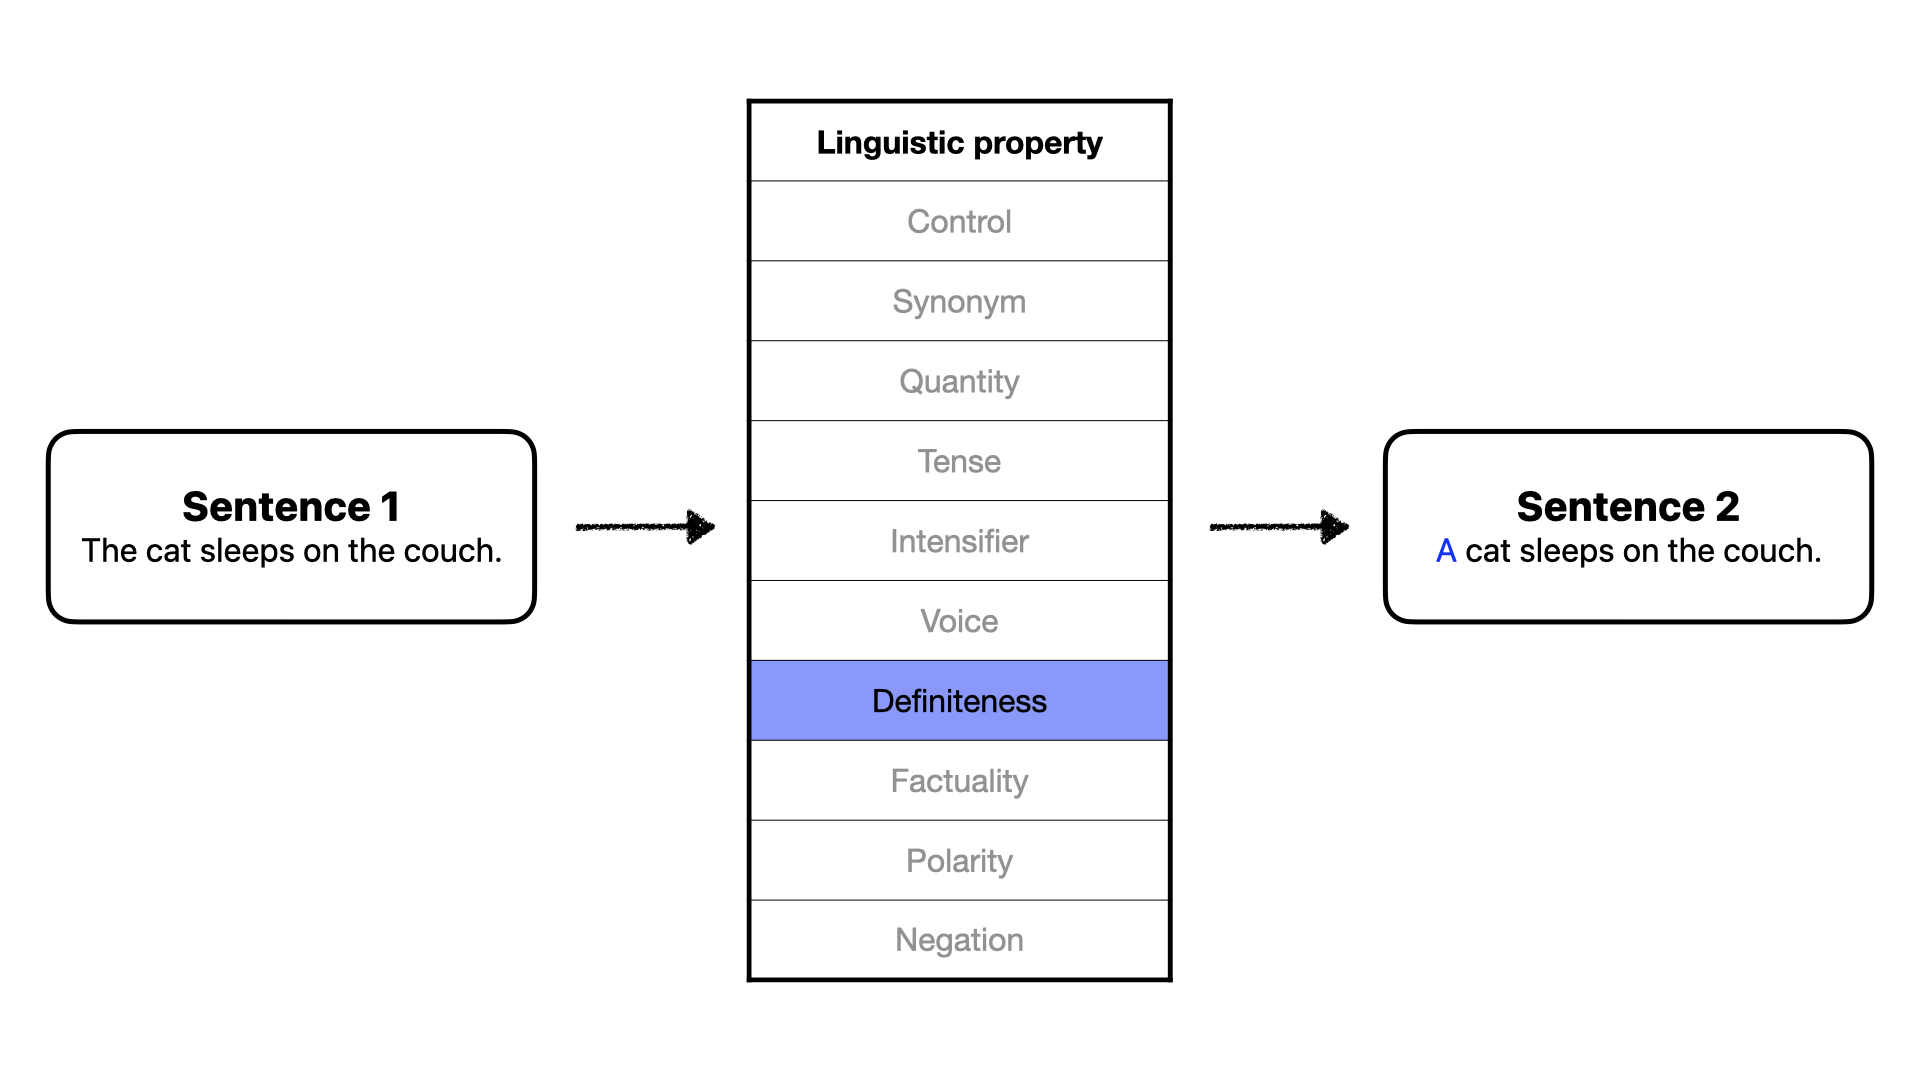 Sentence 1
The cat sleeps on the couch.
Linguistic property
Control
Synonym
Quantity
Tense
Intensifier
Voice
Definiteness
Factuality
Polarity
Negation
Sentence 2
A cat sleeps on the couch.